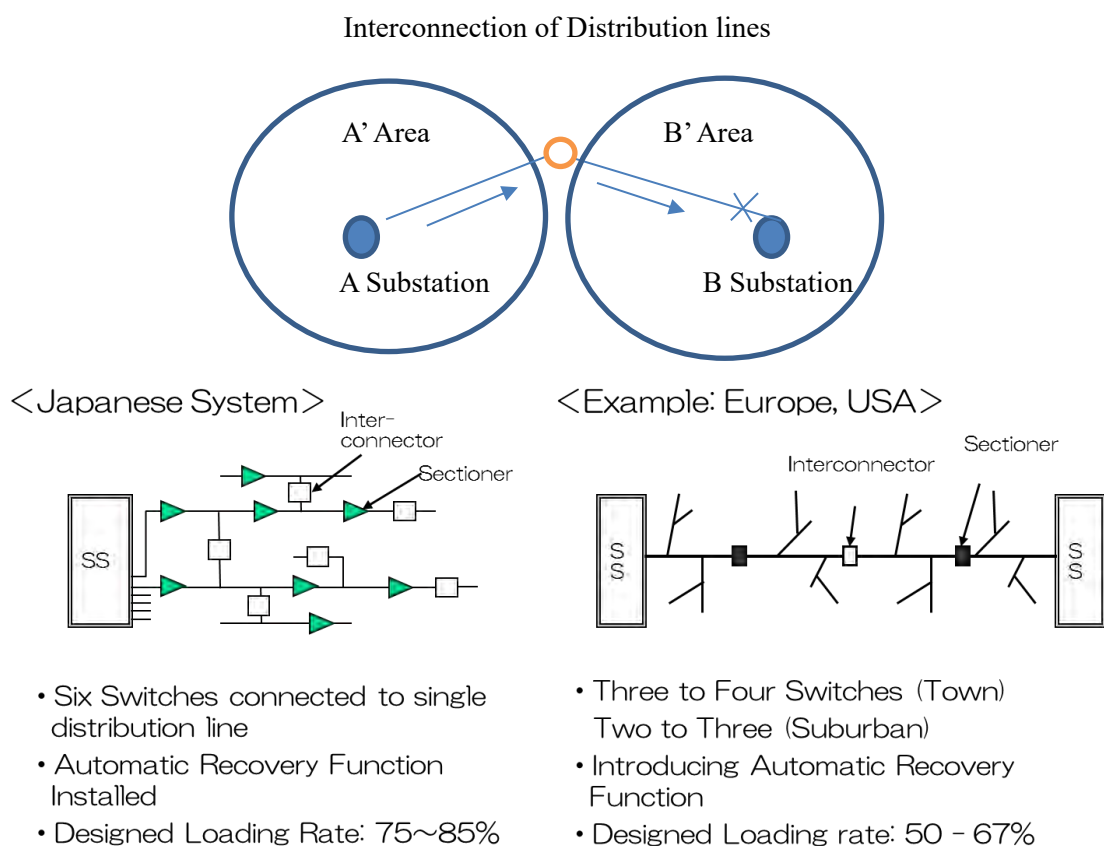 Interconnection of Distribution lines
A’ Area
B’ Area
A Substation
B Substation
<Japanese System>
Inter-
connector
Sectioner
SS
<Example: Europe, USA>
Interconnector
Sectioner
S
S
S
S
• Six Switches connected to single
distribution line
• Automatic Recovery Function
Installed
• Designed Loading Rate: 75~85%
• Three to Four Switches (Town)
Two to Three (Suburban)
• Introducing Automatic Recovery
Function
• Designed Loading rate: 50 - 67%